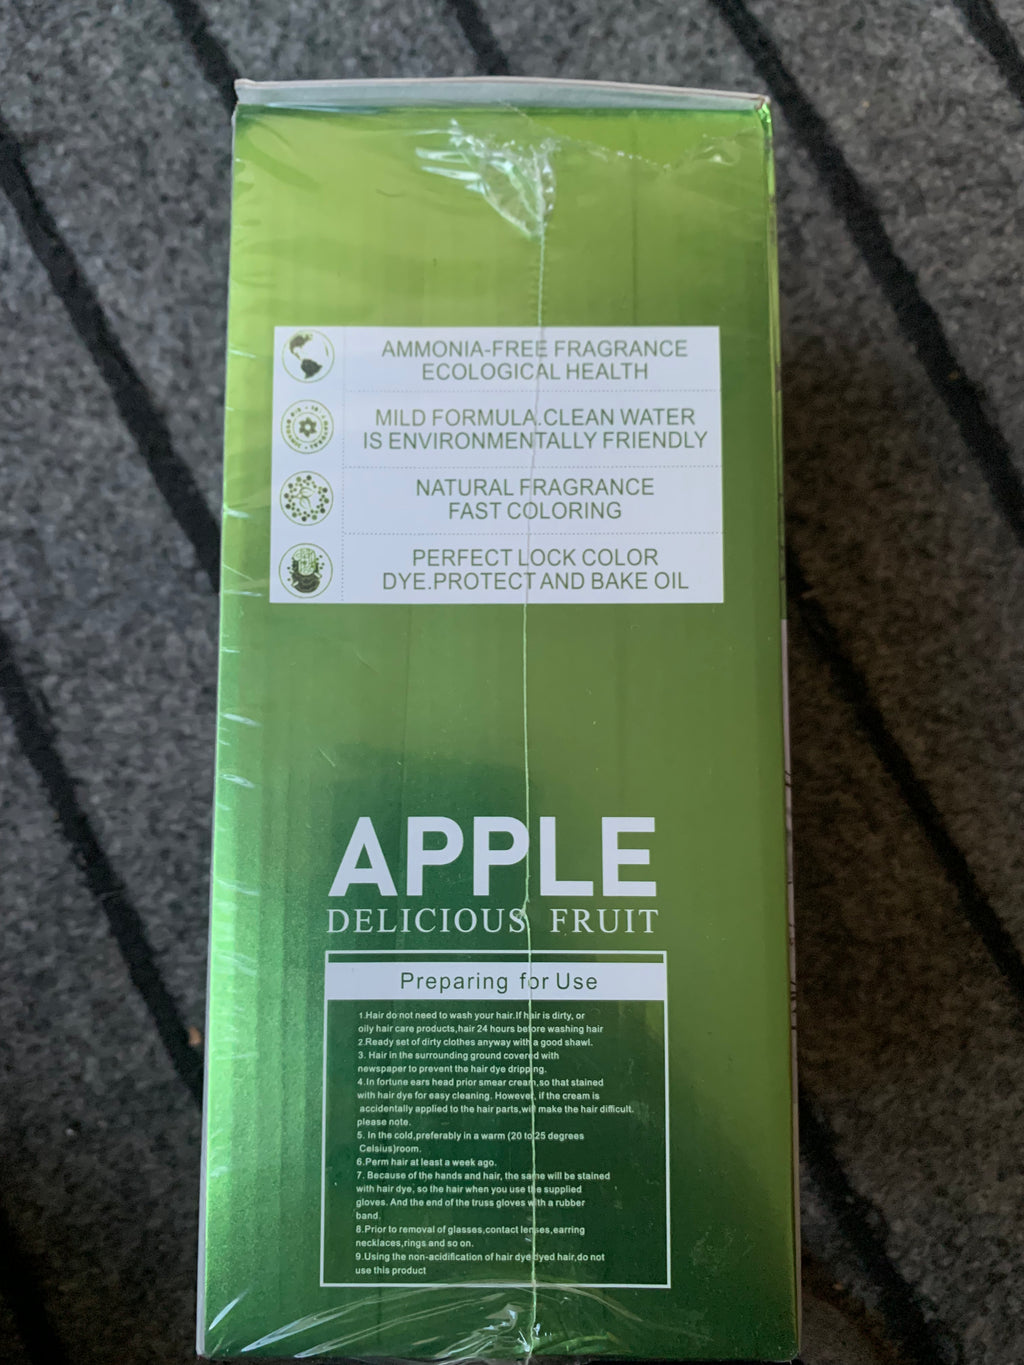 AMMONIA-FREE FRAGRANCE
ECOLOGICAL HEALTH
MILD FORMULA.CLEAN WATER
IS ENVIRONMENTALLY FRIENDLY
NATURAL FRAGRANCE
FAST COLORING
PERFECT LOCK COLOR
DYE.PROTECT AND BAKE OIL
APPLE
DELICIOUS FRUIT
Preparing for Use
1.Hair do not need to wash your hair.If hair is dirty, or
oily hair care products,hair 24 hours before washing hair
2.Ready set of dirty clothes anyway with a good shawl.
3. Hair in the surrounding ground covered with
newspaper to prevent the hair dye dripping.
4.In fortune ears head prior smear cream,so that stained
with hair dye for easy cleaning. However, if the cream is
accidentally applied to the hair parts,will make the hair difficult.
please note.
5. In the cold,preferably in a warm (20 to 25 degrees
Celsius)room.
6.Perm hair at least a week ago.
7. Because of the hands and hair, the same will be stained
with hair dye, so the hair when you use the supplied
gloves. And the end of the truss gloves with a rubber
band.
8.Prior to removal of glasses,contact lenses,earring
necklaces,rings and so on.
9.Using the non-acidification of hair dye dyed hair,do not
use this product